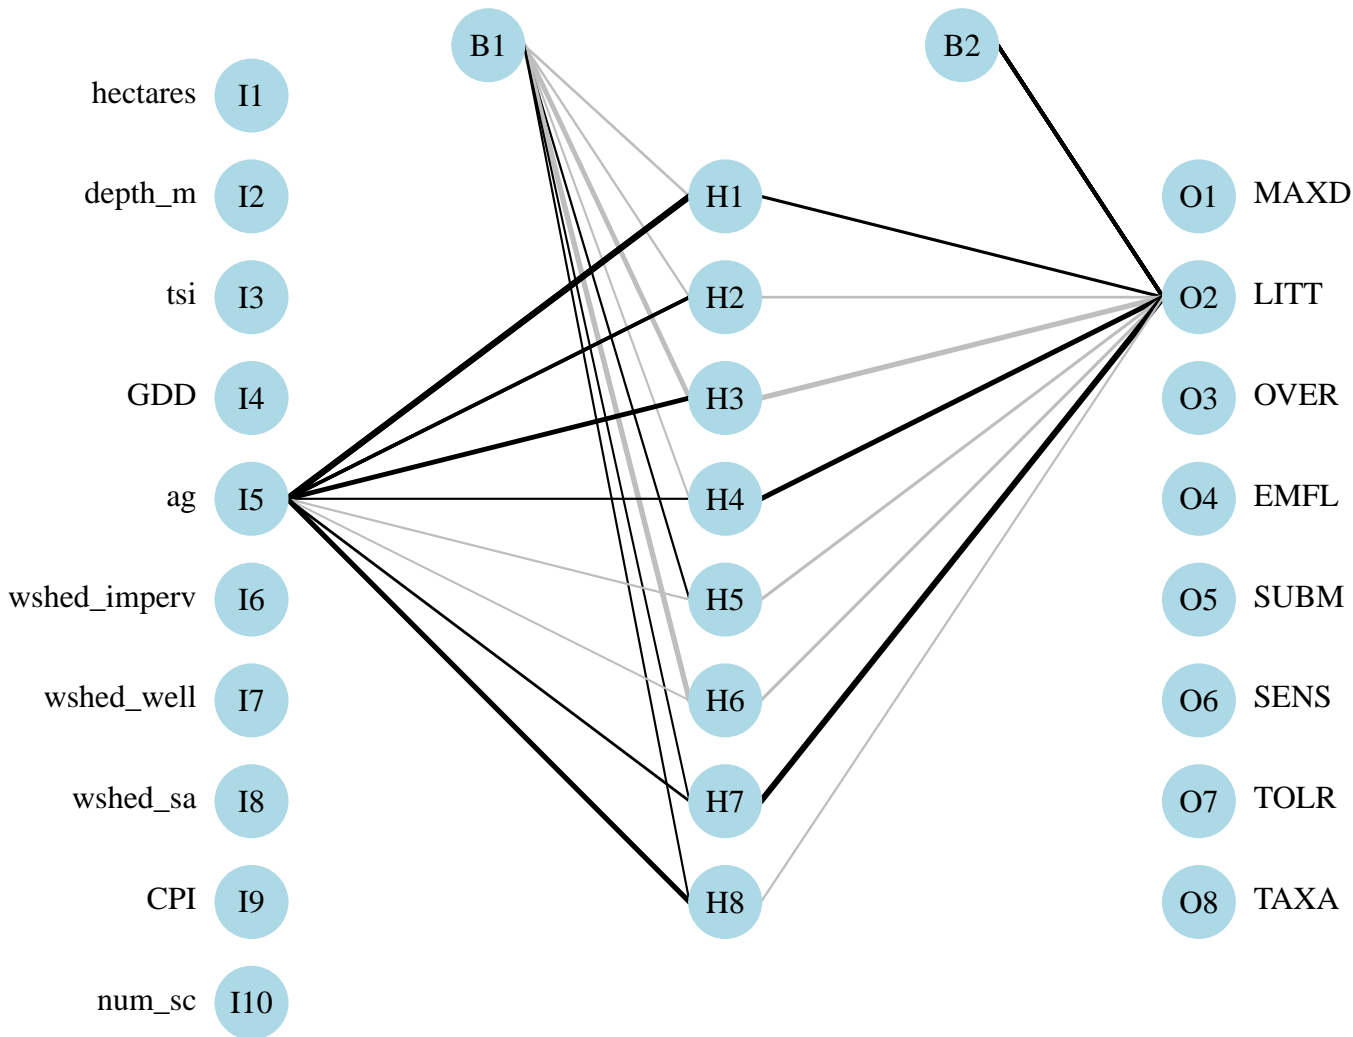 B1 B2
hectares I1
depth_m I2 H1 O1 MAXD
tsi I3 H2 O2 LITT
GDD I4 H3 O3 OVER
ag I5 H4 O4 EMFL
wshed_imperv I6 H5 O5 SUBM
wshed_well I7 H6 O6 SENS
wshed_sa I8 H7 O7 TOLR
CPI I9 H8 O8 TAXA
num_sc I10